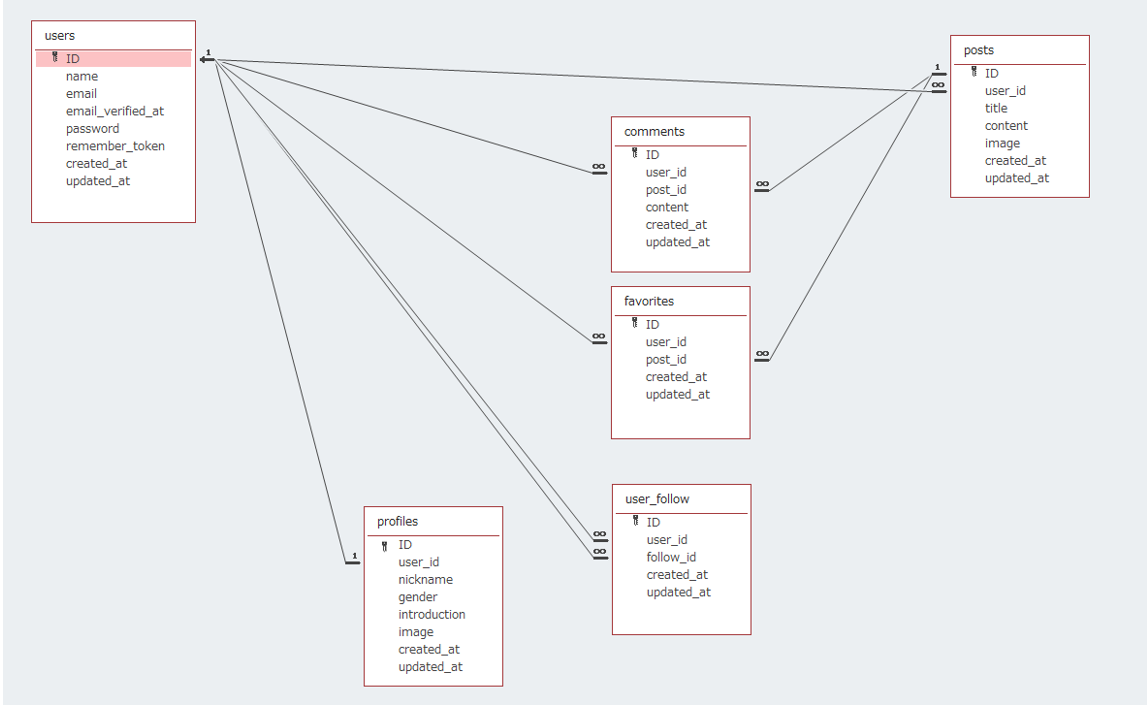 users
ID
name
email
email_verified_at
password
remember_token
created_at
updated_at
1
posts
ID
user_id
title
content
image
created_at
updated_at
1
∞
comments
ID
user_id
post_id
content
created_at
updated_at
∞
∞
favorites
ID
user_id
post_id
created_at
updated_at
∞
∞
user_follow
ID
user_id
follow_id
created_at
updated_at
∞
∞
profiles
ID
user_id
nickname
gender
introduction
image
created_at
updated_at
1